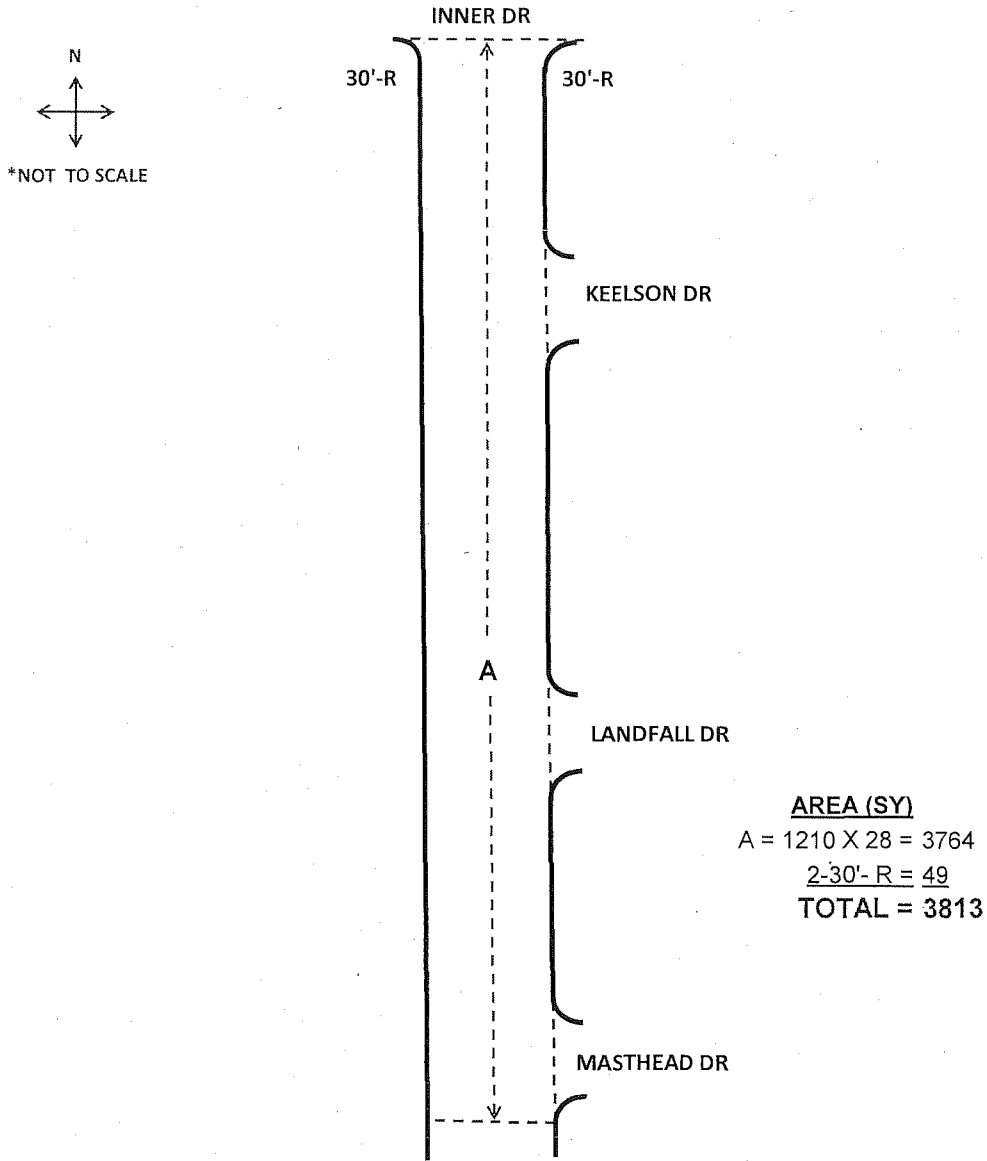 INNER DR
N
30'-R
30'-R
*NOT TO SCALE
KEELSON DR
A
LANDFALL DR
AREA (SY)
A = 1210 X 28 = 3764
2-30'- R = 49
TOTAL = 3813
MASTHEAD DR